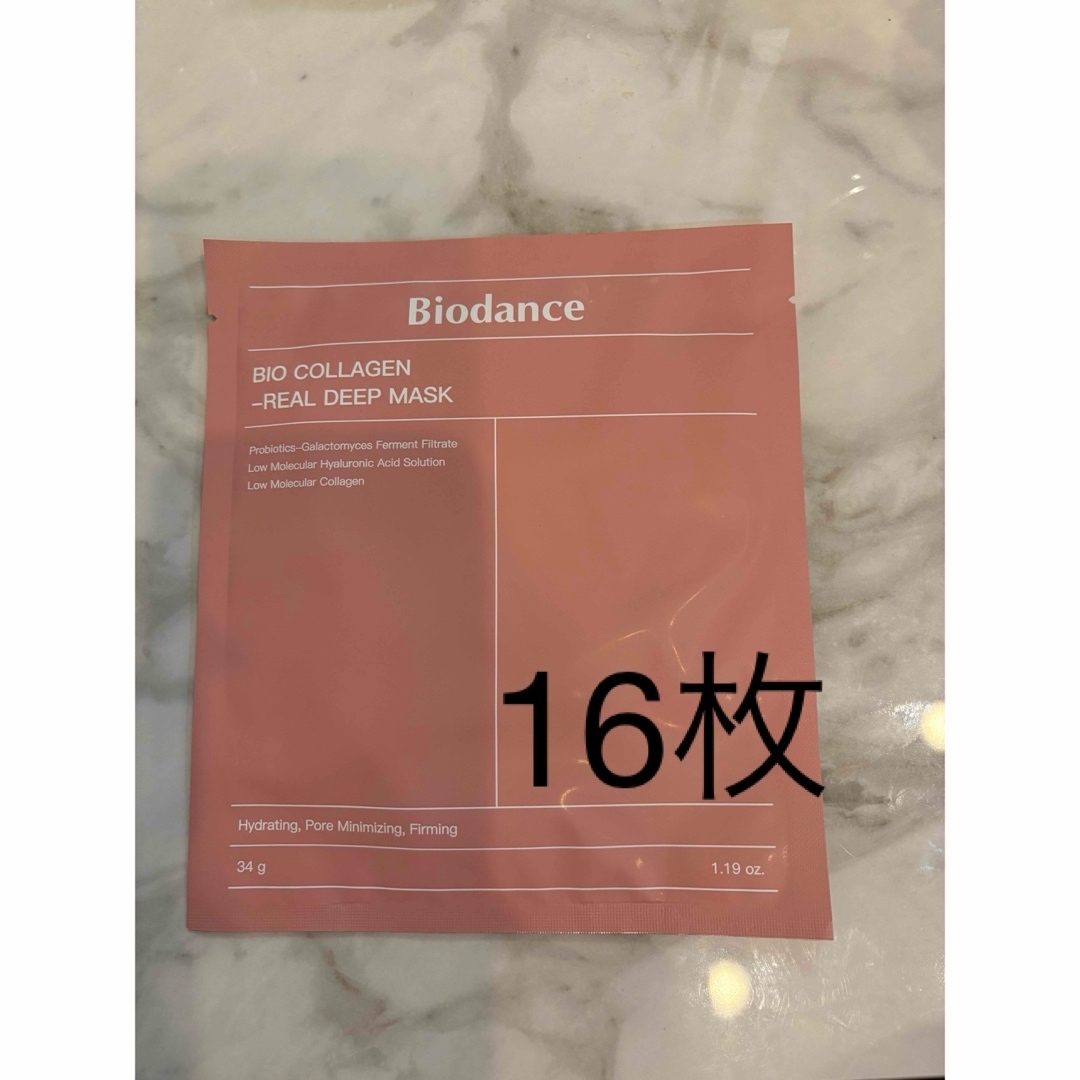 Biodance
BIO COLLAGEN
-REAL DEEP MASK
Probiotics-Galactomyces Ferment Filtrate
Low Molecular Hyaluronic Acid Solution
Low Molecular Collagen
16枚
Hydrating, Pore Minimizing, Firming
34 g
1.19 oz.